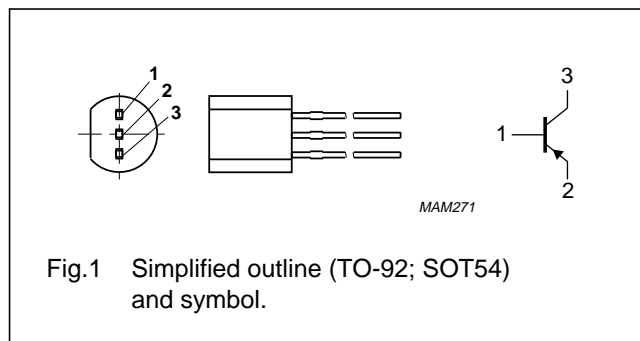 1
2
3
3
1
2
MAM271
Fig.1 Simplified outline (TO-92; SOT54)
and symbol.